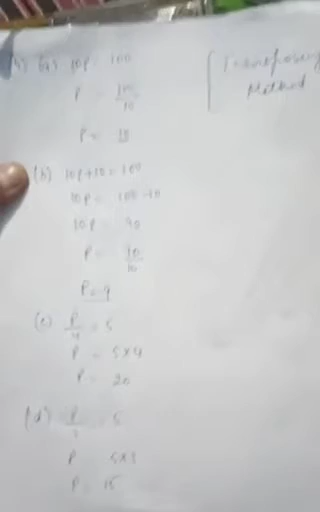 (a) 10p = 100
[Transposing
Method
P = 100/10
P = 10
(b) 10p + 10 = 100
10p = 100 - 10
10p = 90
P = 90/10
P = 9
(c) P/4 = 5
P = 5 x 4
P = 20
(d) P/3 = 5
P = 5 x 3
P = 15